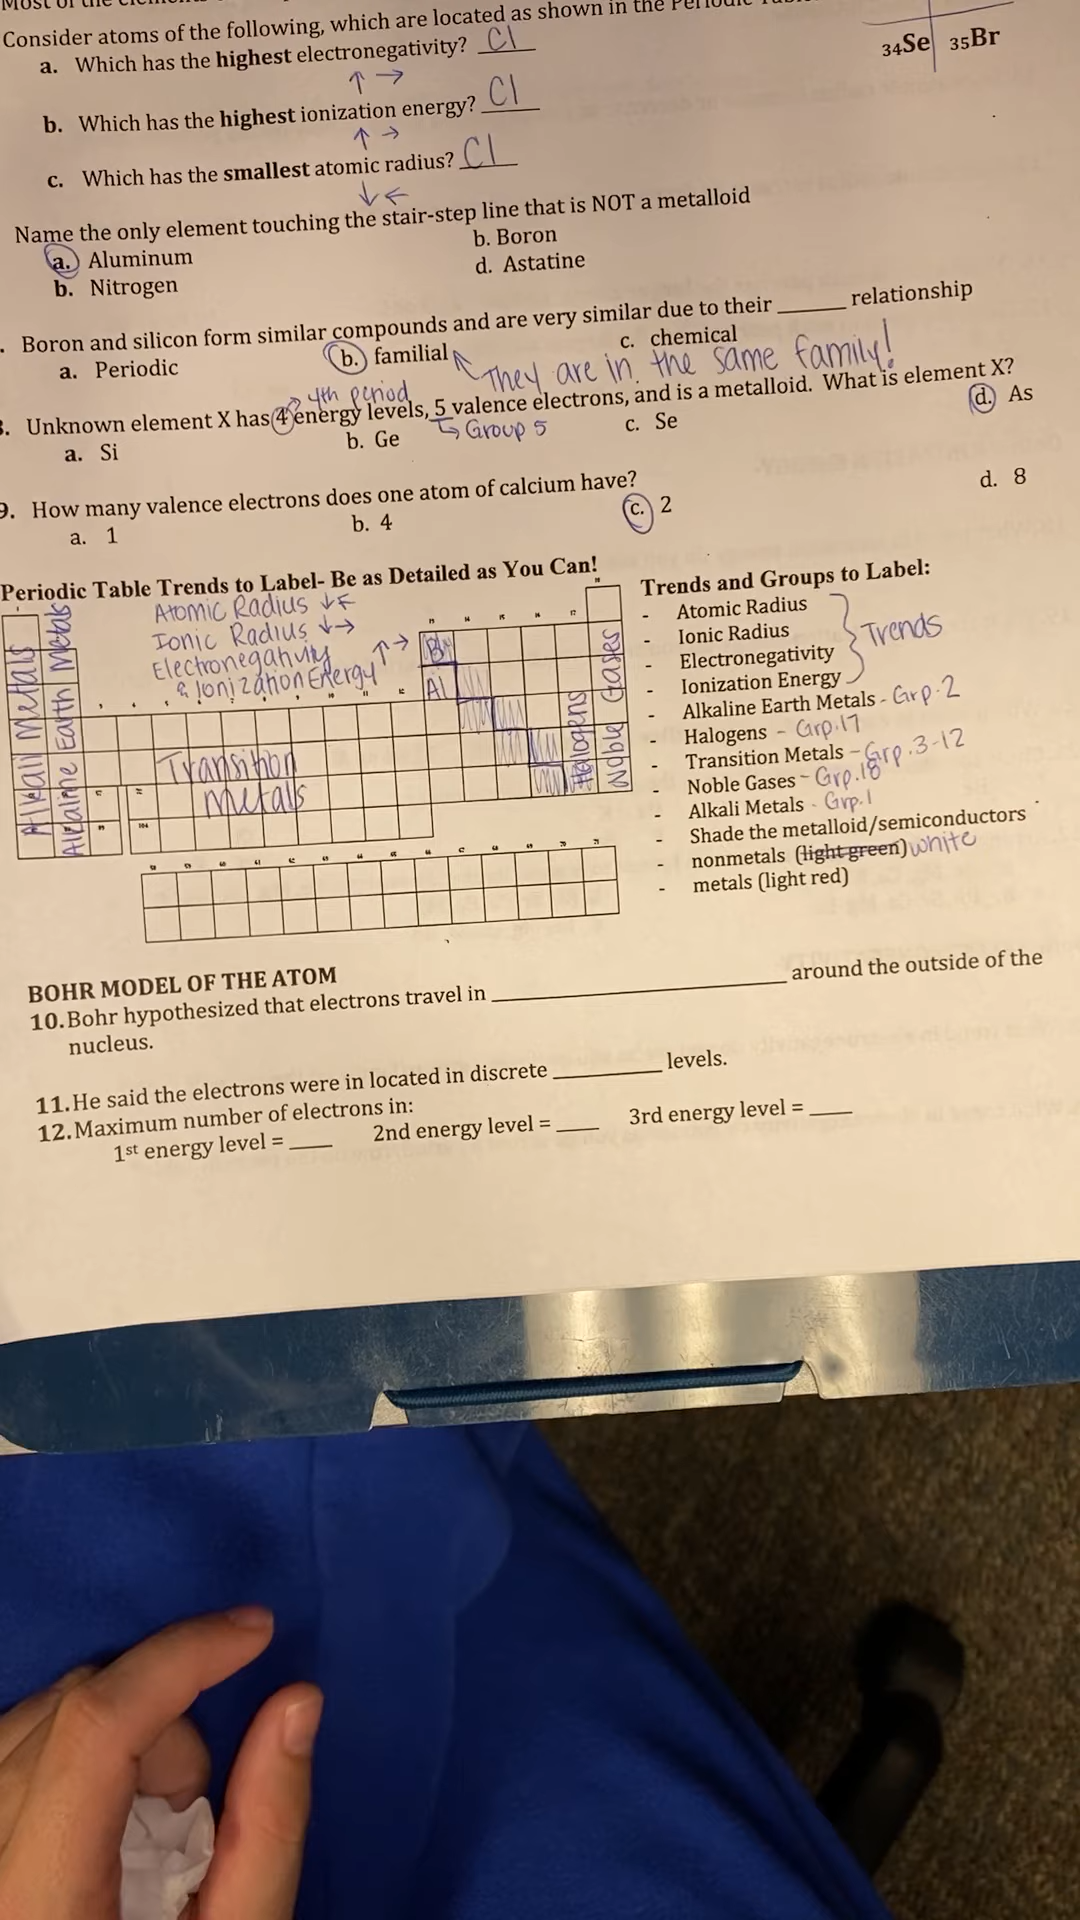 Consider atoms of the following, which are located as shown in the
34Se 35Br
a. Which has the highest electronegativity? Cl
↑ →
b. Which has the highest ionization energy? Cl
↑ →
c. Which has the smallest atomic radius? Cl
↓ ←
Name the only element touching the stair-step line that is NOT a metalloid
a. Aluminum b. Boron
b. Nitrogen d. Astatine
Boron and silicon form similar compounds and are very similar due to their ______ relationship
a. Periodic b. familial c. chemical
They are in the same family!
4th period
Unknown element X has 4 energy levels, 5 valence electrons, and is a metalloid. What is element X?
Group 5
a. Si b. Ge c. Se d. As
9. How many valence electrons does one atom of calcium have?
a. 1 b. 4 c. 2 d. 8
Periodic Table Trends to Label- Be as Detailed as You Can!
Atomic Radius ↓←
Ionic Radius ↓→
Electronegativity
& Ionization Energy ↑→
B
Al
Alkali Metals
Alkaline Earth Metals
Transition
Metals
Halogens
Noble Gases
Trends and Groups to Label:
- Atomic Radius
- Ionic Radius
- Electronegativity
- Ionization Energy
Trends
- Alkaline Earth Metals - Grp.2
- Halogens - Grp.17
- Transition Metals - Grp.3-12
- Noble Gases - Grp.18
- Alkali Metals - Grp.1
- Shade the metalloid/semiconductors
- nonmetals (light green) white
- metals (light red)
BOHR MODEL OF THE ATOM
10. Bohr hypothesized that electrons travel in ______ around the outside of the
nucleus.
11. He said the electrons were in located in discrete ______ levels.
12. Maximum number of electrons in:
1st energy level = ____ 2nd energy level = ____ 3rd energy level = ____